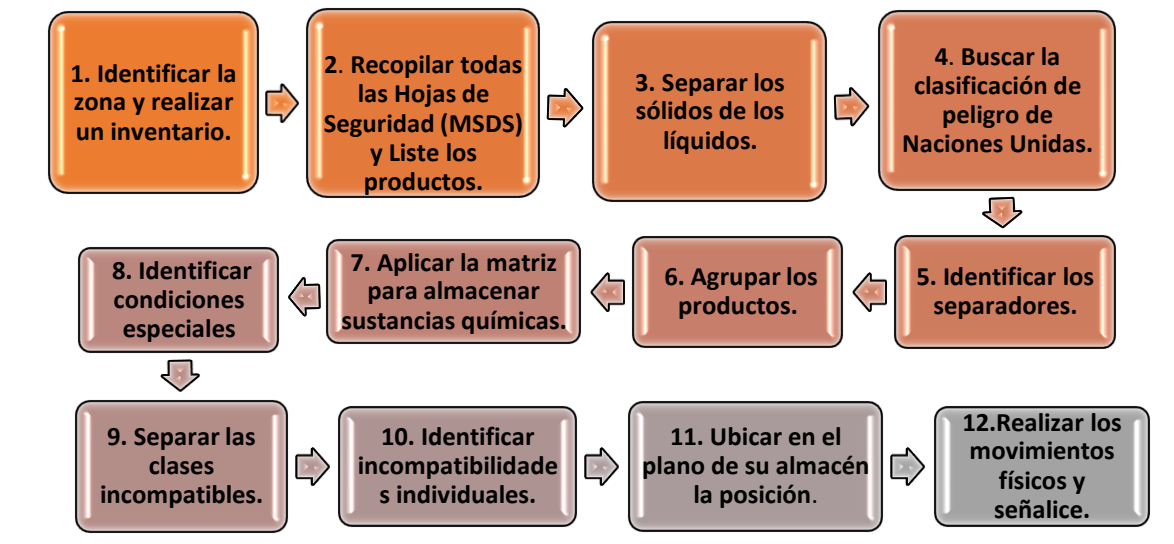 1. Identificar la
zona y realizar
un inventario.
2. Recopilar todas
las Hojas de
Seguridad (MSDS)
y Liste los
productos.
3. Separar los
sólidos de los
líquidos.
4. Buscar la
clasificación de
peligro de
Naciones Unidas.
5. Identificar los
separadores.
6. Agrupar los
productos.
7. Aplicar la matriz
para almacenar
sustancias químicas.
8. Identificar
condiciones
especiales
9. Separar las
clases
incompatibles.
10. Identificar
incompatibilidade
s individuales.
11. Ubicar en el
plano de su almacén
la posición.
12.Realizar los
movimientos
físicos y
señalice.